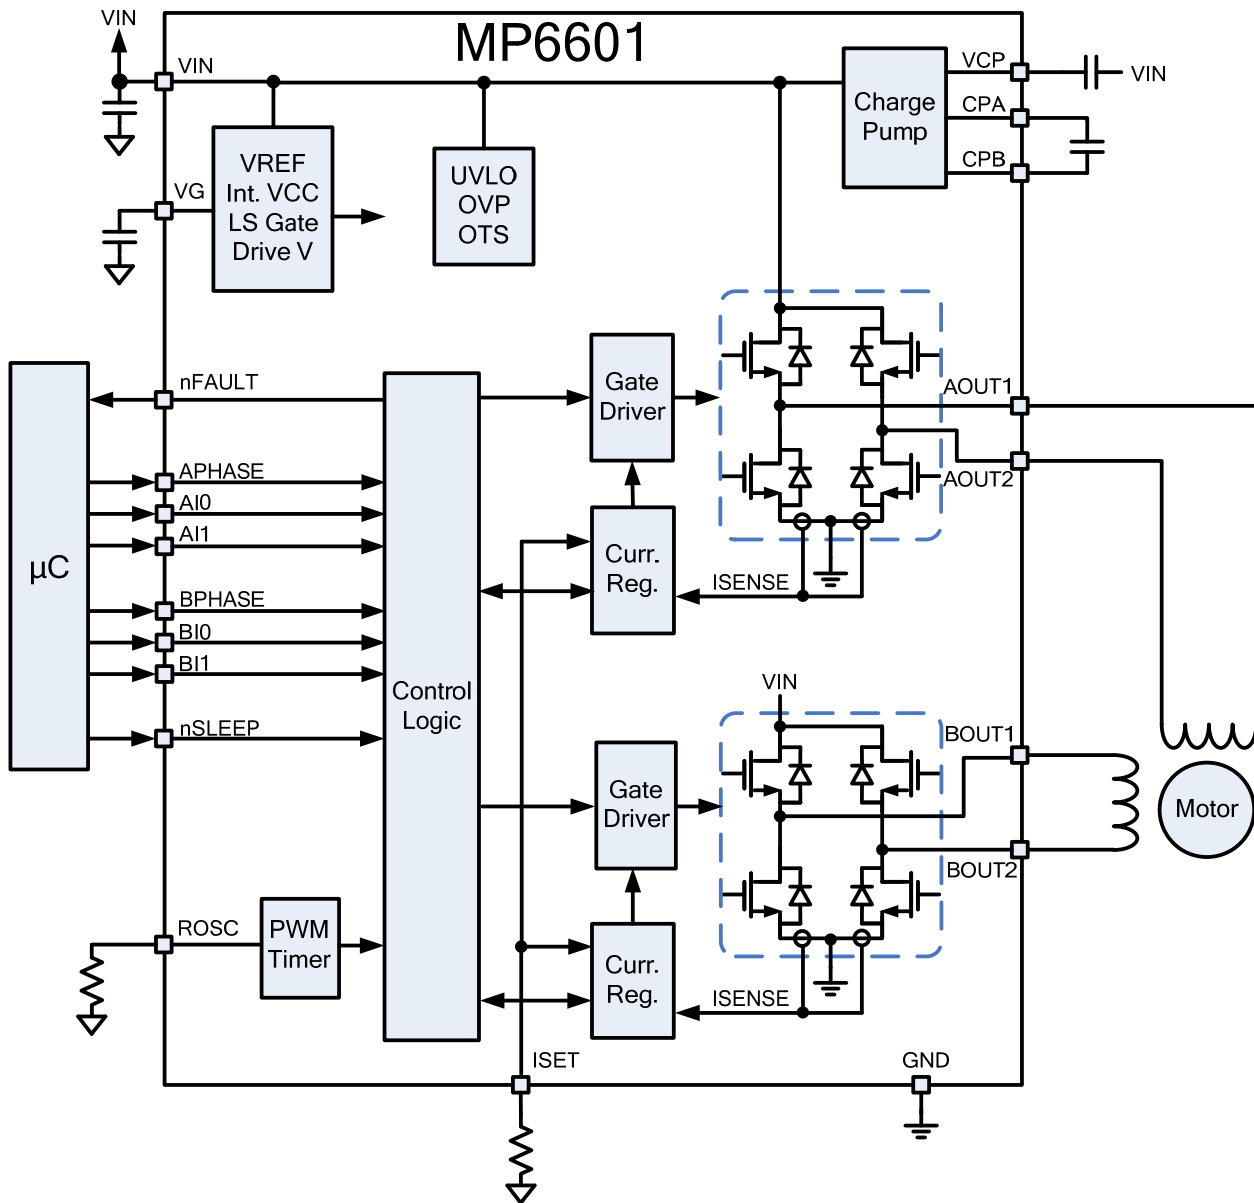 VIN
MP6601
VIN
VCP
VIN
Charge
Pump
CPA
CPB
VREF
Int. VCC
LS Gate
Drive V
UVLO
OVP
OTS
VG
nFAULT
Gate
Driver
AOUT1
APHASE
AI0
AI1
AOUT2
µC
Curr.
Reg.
ISENSE
BPHASE
BI0
BI1
Control
Logic
VIN
nSLEEP
BOUT1
Gate
Driver
Motor
BOUT2
ROSC
PWM
Timer
Curr.
Reg.
ISENSE
ISET
GND